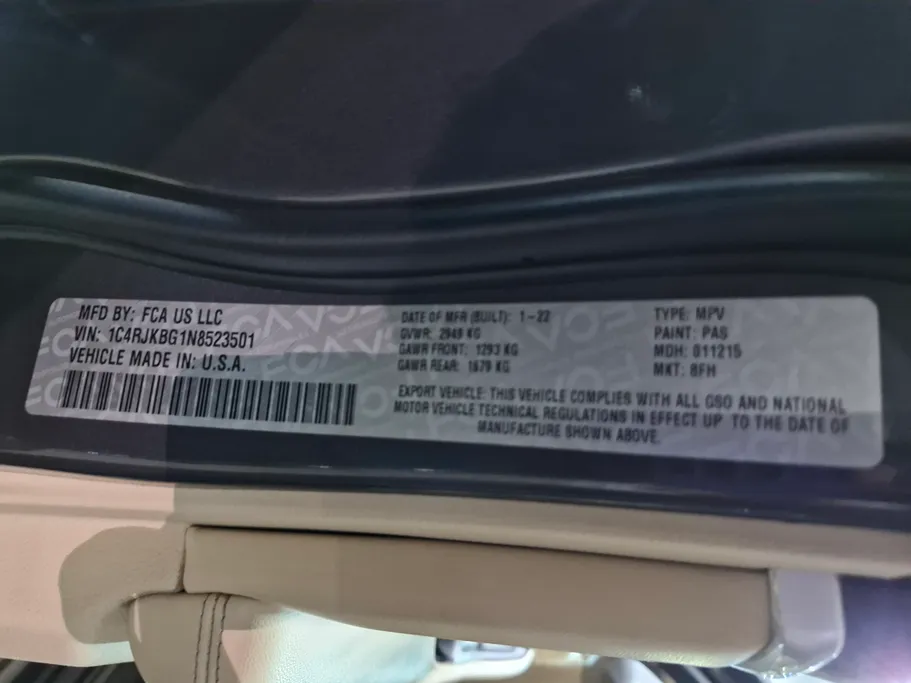 MFD BY: FCA US LLC
VIN: 1C4RJKBG1N8523501
VEHICLE MADE IN: U.S.A.
DATE OF MFR (BUILT): 1-22
GVWR: 2948 KG
GAWR FRONT: 1293 KG
GAWR REAR: 1679 KG
TYPE: MPV
PAINT: PAS
MDH: 011215
MKT: 8FH
EXPORT VEHICLE: THIS VEHICLE COMPLIES WITH ALL GSO AND NATIONAL
MOTOR VEHICLE TECHNICAL REGULATIONS IN EFFECT UP TO THE DATE OF
MANUFACTURE SHOWN ABOVE.